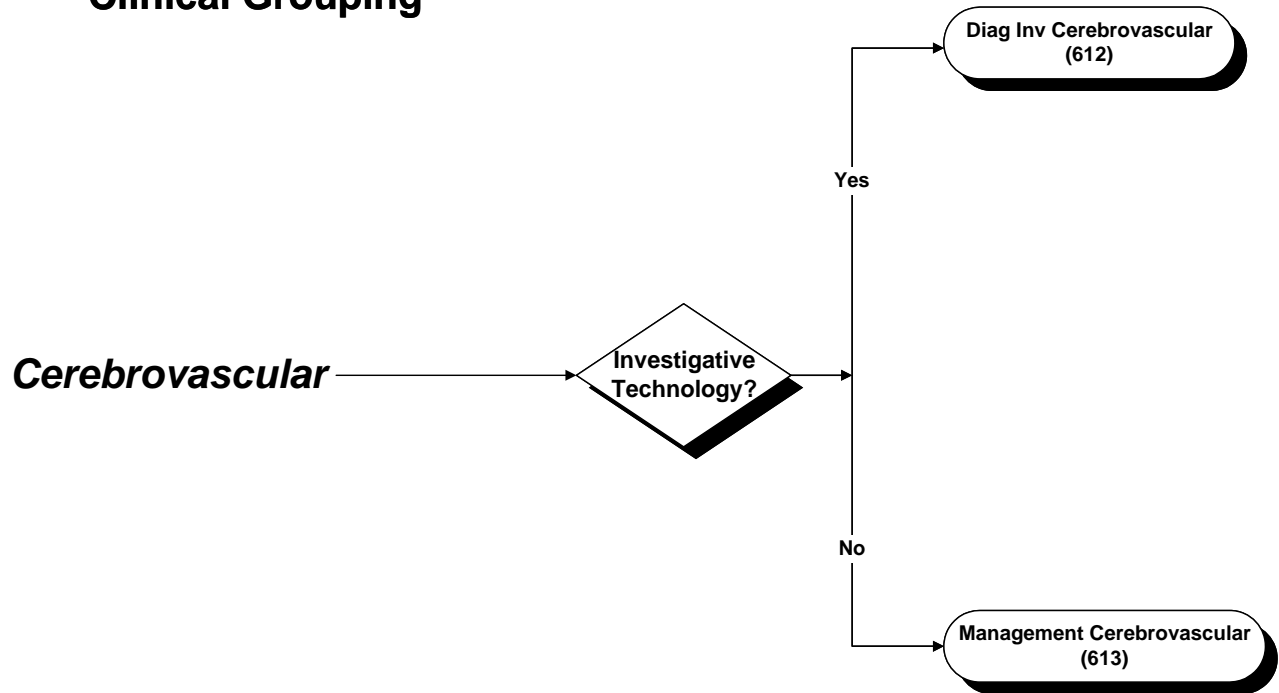 Clinical Grouping
Diag Inv Cerebrovascular
(612)
Yes
Cerebrovascular
Investigative
Technology?
No
Management Cerebrovascular
(613)